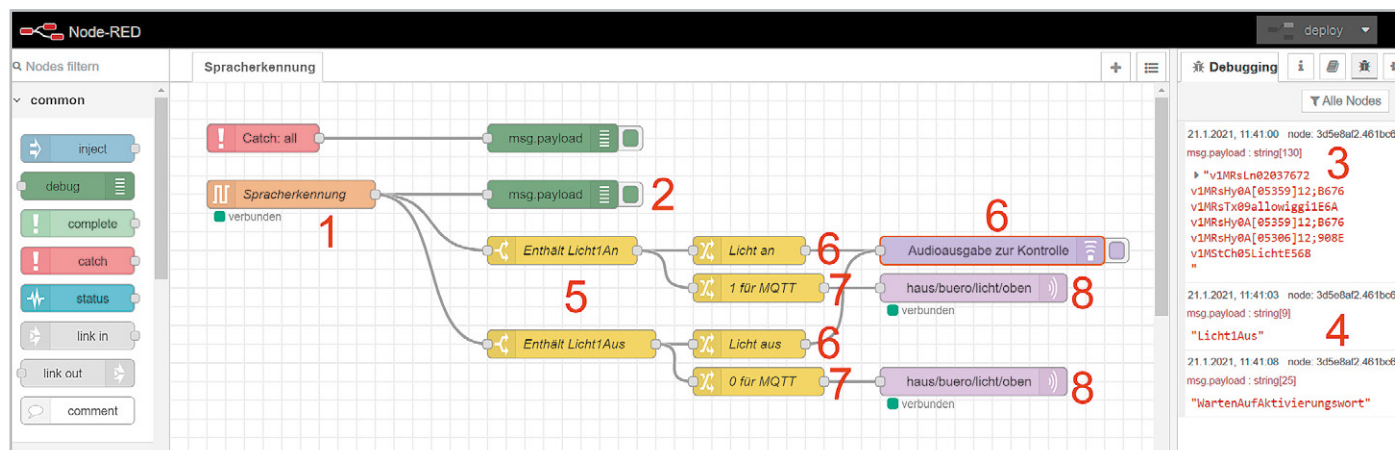 Node-RED
deploy
Nodes filtern
common
inject
debug
complete
catch
status
link in
link out
comment
Spracherkennung
Catch: all
msg.payload
Spracherkennung
verbunden
1
msg.payload
2
Enthält Licht1An
5
Enthält Licht1Aus
Licht an
6
1 für MQTT
7
Licht aus
6
0 für MQTT
7
6
Audioausgabe zur Kontrolle
haus/buero/licht/oben
8
verbunden
haus/buero/licht/oben
8
verbunden
Debugging
i
Alle Nodes
21.1.2021, 11:41:00 node: 3d5e8af2.461bc6
msg.payload : string[130]
3
"v1MRsLn02037672
v1MRsHy0A[05359]12;B676
v1MRsTx09allowiggi1E6A
v1MRsHy0A[05359]12;B676
v1MRsHy0A[05306]12;908E
v1MStCh05LichtE568
"
21.1.2021, 11:41:03 node: 3d5e8af2.461bc6
msg.payload : string[9]
4
"Licht1Aus"
21.1.2021, 11:41:08 node: 3d5e8af2.461bc6
msg.payload : string[25]
"WartenAufAktivierungswort"